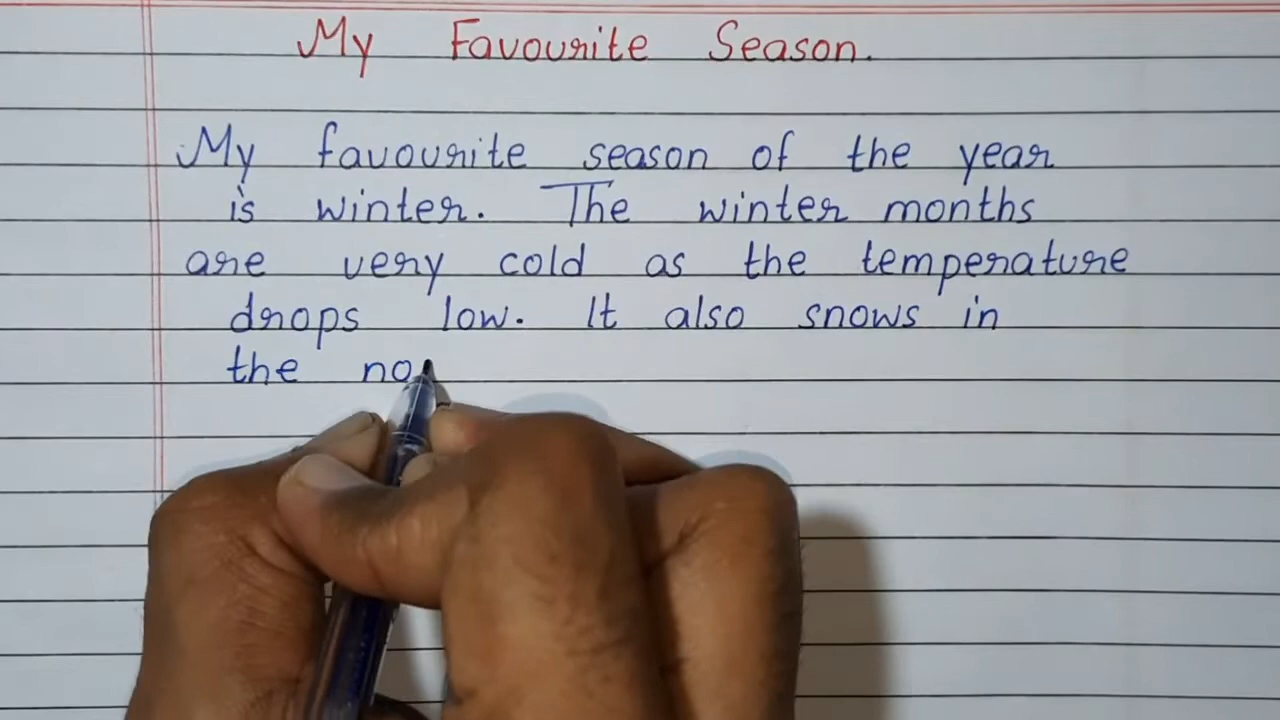 My Favourite Season.
My favourite season of the year
is winter. The winter months
are very cold as the temperature
drops low. It also snows in
the no